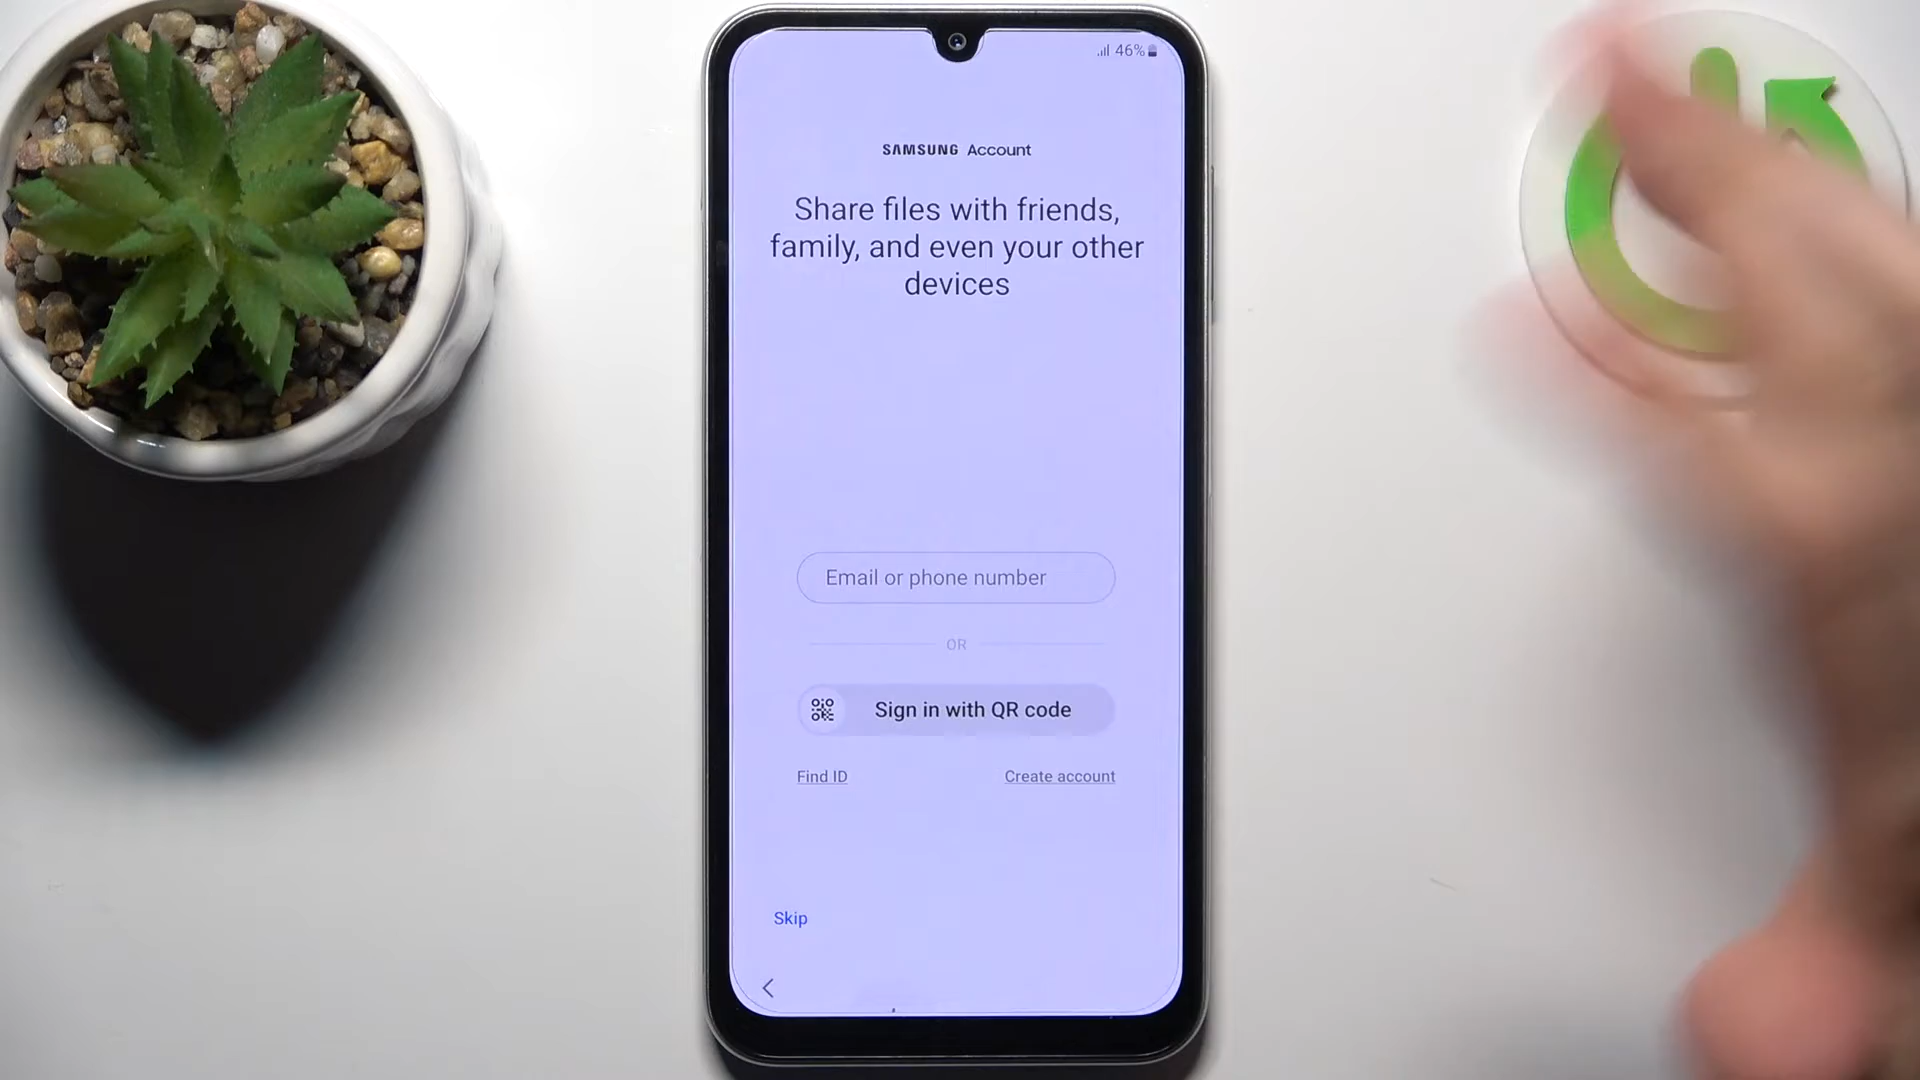 46%
SAMSUNG Account
Share files with friends,
family, and even your other
devices
Email or phone number
OR
Sign in with QR code
Find ID
Create account
Skip